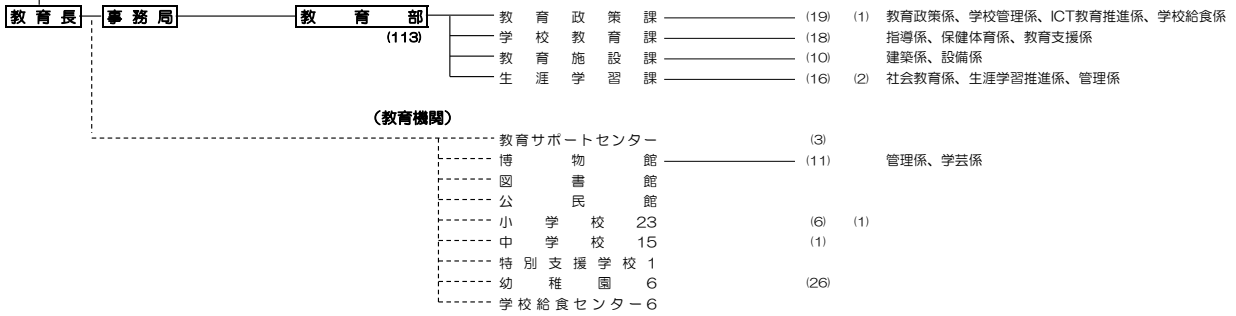 教育長 事務局 教育部 教育政策課 (19) (1) 教育政策係、学校管理係、ICT教育推進係、学校給食係
(113) 学校教育課 (18) 指導係、保健体育係、教育支援係
教育施設課 (10) 建築係、設備係
生涯学習課 (16) (2) 社会教育係、生涯学習推進係、管理係
(教育機関)
教育サポートセンター (3)
博物館 (11) 管理係、学芸係
図書館
公民館
小学校 23 (6) (1)
中学校 15 (1)
特別支援学校 1
幼稚園 6 (26)
学校給食センター6